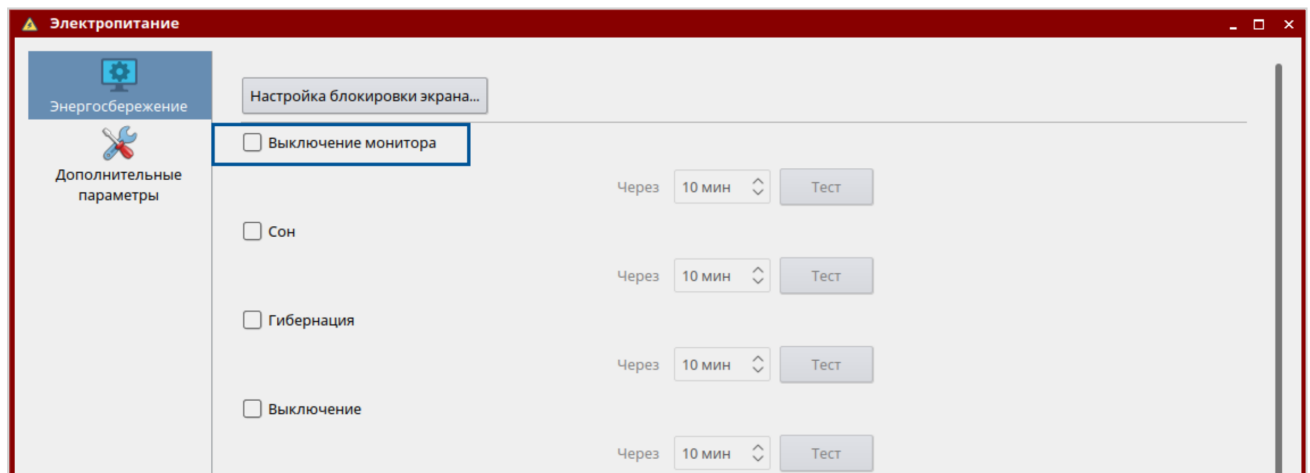 Электропитание
Энергосбережение
Дополнительные
параметры
Настройка блокировки экрана...
Выключение монитора
Через 10 мин Тест
Сон
Через 10 мин Тест
Гибернация
Через 10 мин Тест
Выключение
Через 10 мин Тест